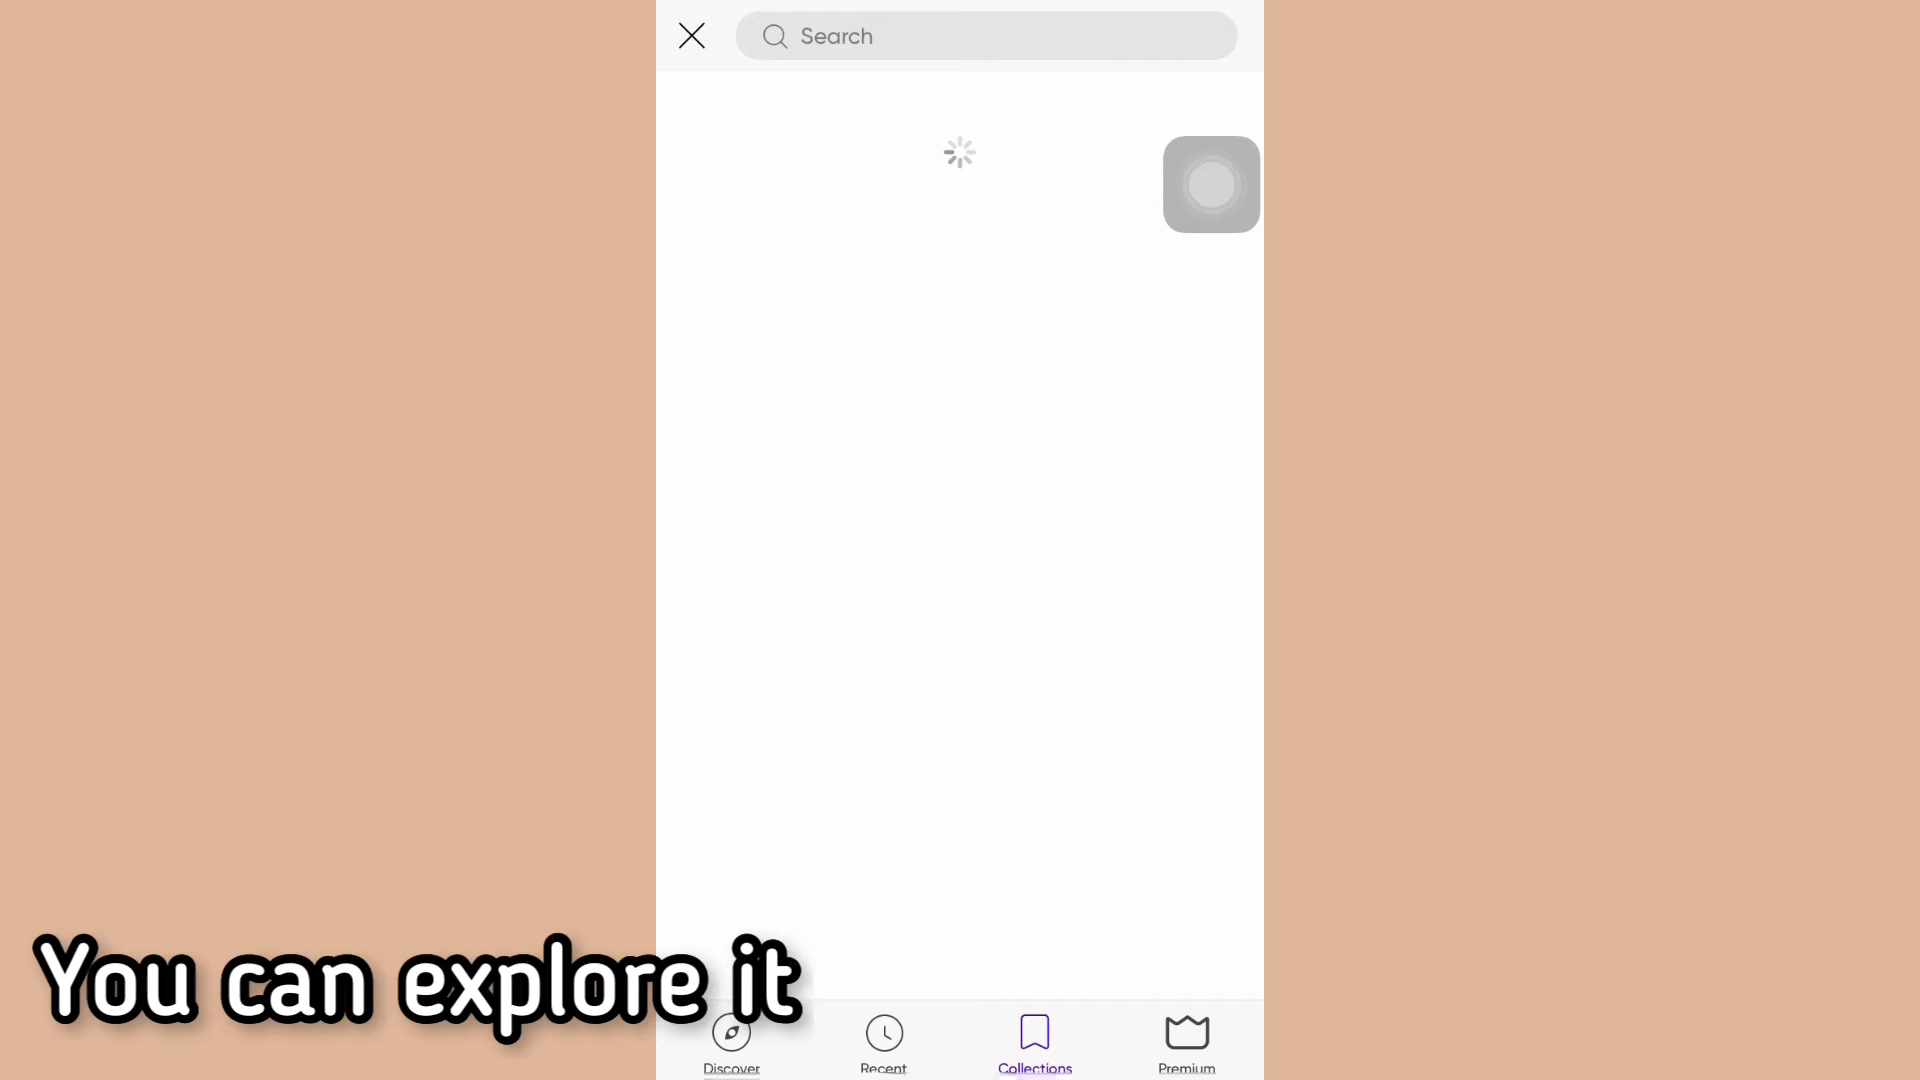 Search
You can explore it
Discover
Recent
Collections
Premium